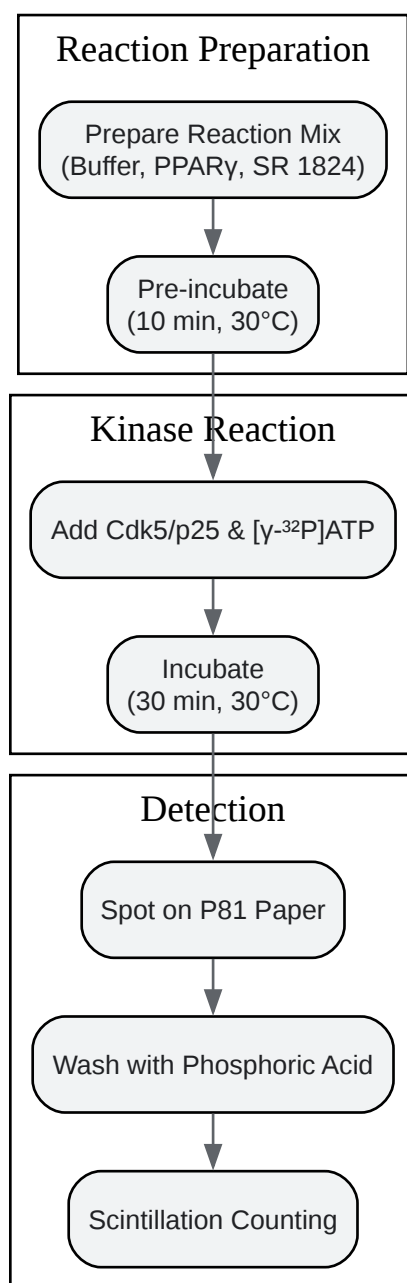 Reaction Preparation
Prepare Reaction Mix
(Buffer, PPARγ, SR 1824)
Pre-incubate
(10 min, 30°C)
Kinase Reaction
Add Cdk5/p25 & [γ-³²P]ATP
Incubate
(30 min, 30°C)
Detection
Spot on P81 Paper
Wash with Phosphoric Acid
Scintillation Counting